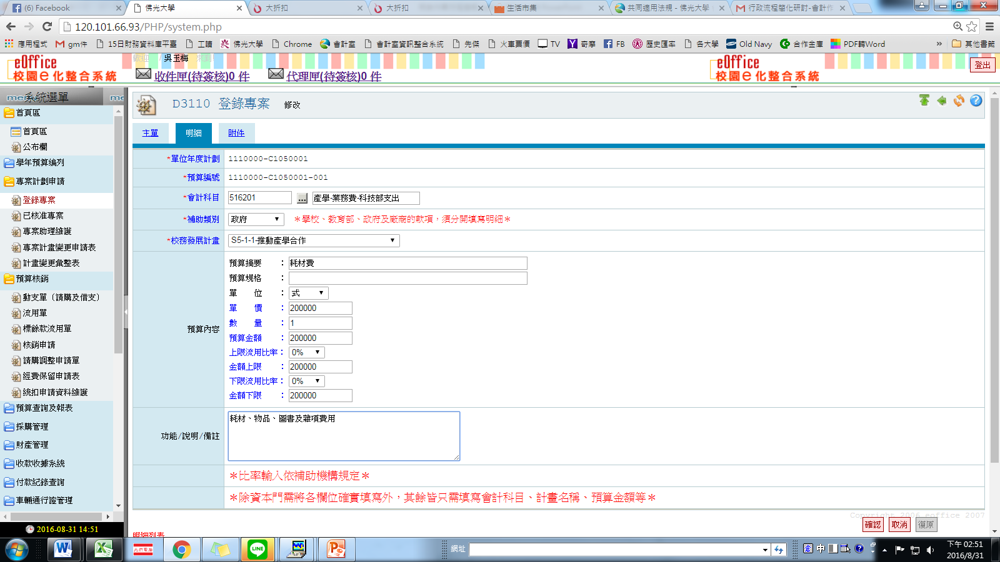 (6) Facebook
佛光大學
大折扣
大折扣
生活市集
共同適用法規 - 佛光大學
行政流程簡化研討-會計作
120.101.66.93/PHP/system.php
應用程式 gm件 15日財務資料庫平臺 工讀 佛光大學 Chrome 會計室 會計室資訊整合系統 先傑 火車票價 TV 奇摩 FB 歷史匯率 各大學 Old Navy 合作金庫 PDF轉Word » 其他書籤
eOffice
校園e化整合系統
歡迎 / 吳玉梅 來到!
收件匣(待簽核)0 件 代理匣(待簽核)0 件
eOffice
校園e化整合系統
登出
系統選單
首頁區
首頁區
公布欄
學年預算編列
專案計劃申請
登錄專案
已核准專案
專案助理維護
專案計畫變更申請表
計畫變更彙整表
預算核銷
動支單〔請購及借支〕
流用單
標餘款流用單
核銷申請
請購調整申請單
經費保留申請表
統扣申請資料維護
預算查詢及報表
採購管理
財產管理
收款收據系統
付款紀錄查詢
車輛通行證管理
2016-08-31 14:51
D3110 登錄專案 修改
主單 明細 附件
*單位年度計劃 1110000-C1050001
*預算編號 1110000-C1050001-001
*會計科目 516201 ... 產學-業務費-科技部支出
*補助類別 政府 ＊學校、教育部、政府及廠商的款項，須分開填寫明細＊
*校務發展計畫 S5-1-1-推動產學合作
預算內容
預算摘要 ： 耗材費
預算規格 ：
單 位 ： 式
單 價 ： 200000
數 量 ： 1
預算金額 ： 200000
上限流用比率： 0%
金額上限 ： 200000
下限流用比率： 0%
金額下限 ： 200000
功能/說明/備註 耗材、物品、圖書及雜項費用
＊比率輸入依補助機構規定＊
＊除資本門需將各欄位確實填寫外，其餘皆只需填寫會計科目、計畫名稱、預算金額等＊
Copyright 2006 eoffice 2007
確認 取消 復原
明細列表
網址
倉 中
下午 02:51
2016/8/31